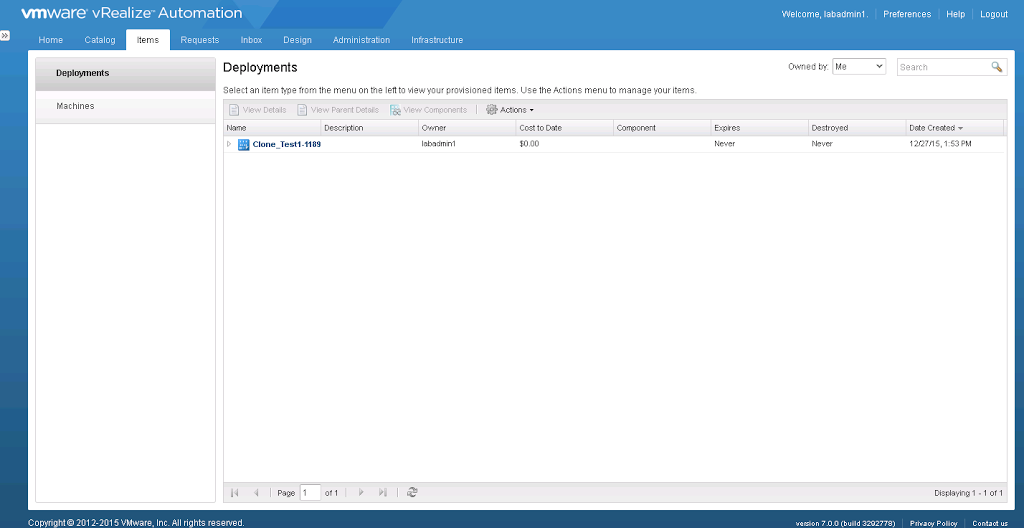 vmware® vRealize™ Automation
Welcome, labadmin1. Preferences Help Logout
Home Catalog Items Requests Inbox Design Administration Infrastructure
Deployments
Machines
Deployments
Owned by: Me Search
Select an item type from the menu on the left to view your provisioned items. Use the Actions menu to manage your items.
View Details View Parent Details View Components Actions
Name Description Owner Cost to Date Component Expires Destroyed Date Created
Clone_Test1-1189 labadmin1 $0.00 Never Never 12/27/15, 1:53 PM
Page 1 of 1 Displaying 1 - 1 of 1
Copyright © 2012-2015 VMware, Inc. All rights reserved. version 7.0.0 (build 3292778) Privacy Policy Contact us